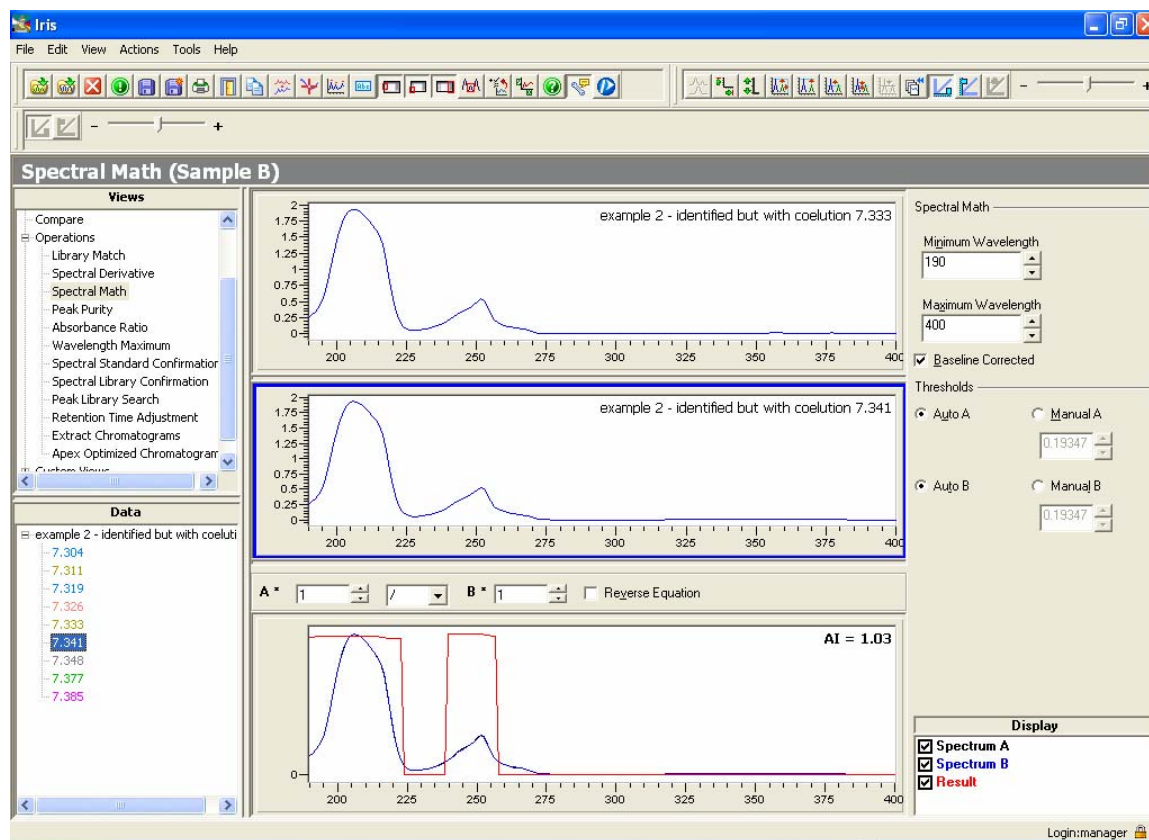 Iris
File Edit View Actions Tools Help
- +
- +
Spectral Math (Sample B)
Views
Compare
Operations
Library Match
Spectral Derivative
Spectral Math
Peak Purity
Absorbance Ratio
Wavelength Maximum
Spectral Standard Confirmation
Spectral Library Confirmation
Peak Library Search
Retention Time Adjustment
Extract Chromatograms
Apex Optimized Chromatogram
Custom Views
Data
example 2 - identified but with coeluti
7.304
7.311
7.319
7.326
7.333
7.341
7.348
7.377
7.385
example 2 - identified but with coelution 7.333
2
1.75
1.5
1.25
1
0.75
0.5
0.25
0
200 225 250 275 300 325 350 375 400
example 2 - identified but with coelution 7.341
2
1.75
1.5
1.25
1
0.75
0.5
0.25
0
200 225 250 275 300 325 350 375 400
A * 1 / B * 1 Reverse Equation
AI = 1.03
0
200 225 250 275 300 325 350 375 400
Spectral Math
Minimum Wavelength
190
Maximum Wavelength
400
Baseline Corrected
Thresholds
Auto A Manual A
0.19347
Auto B Manual B
0.19347
Display
Spectrum A
Spectrum B
Result
Login:manager